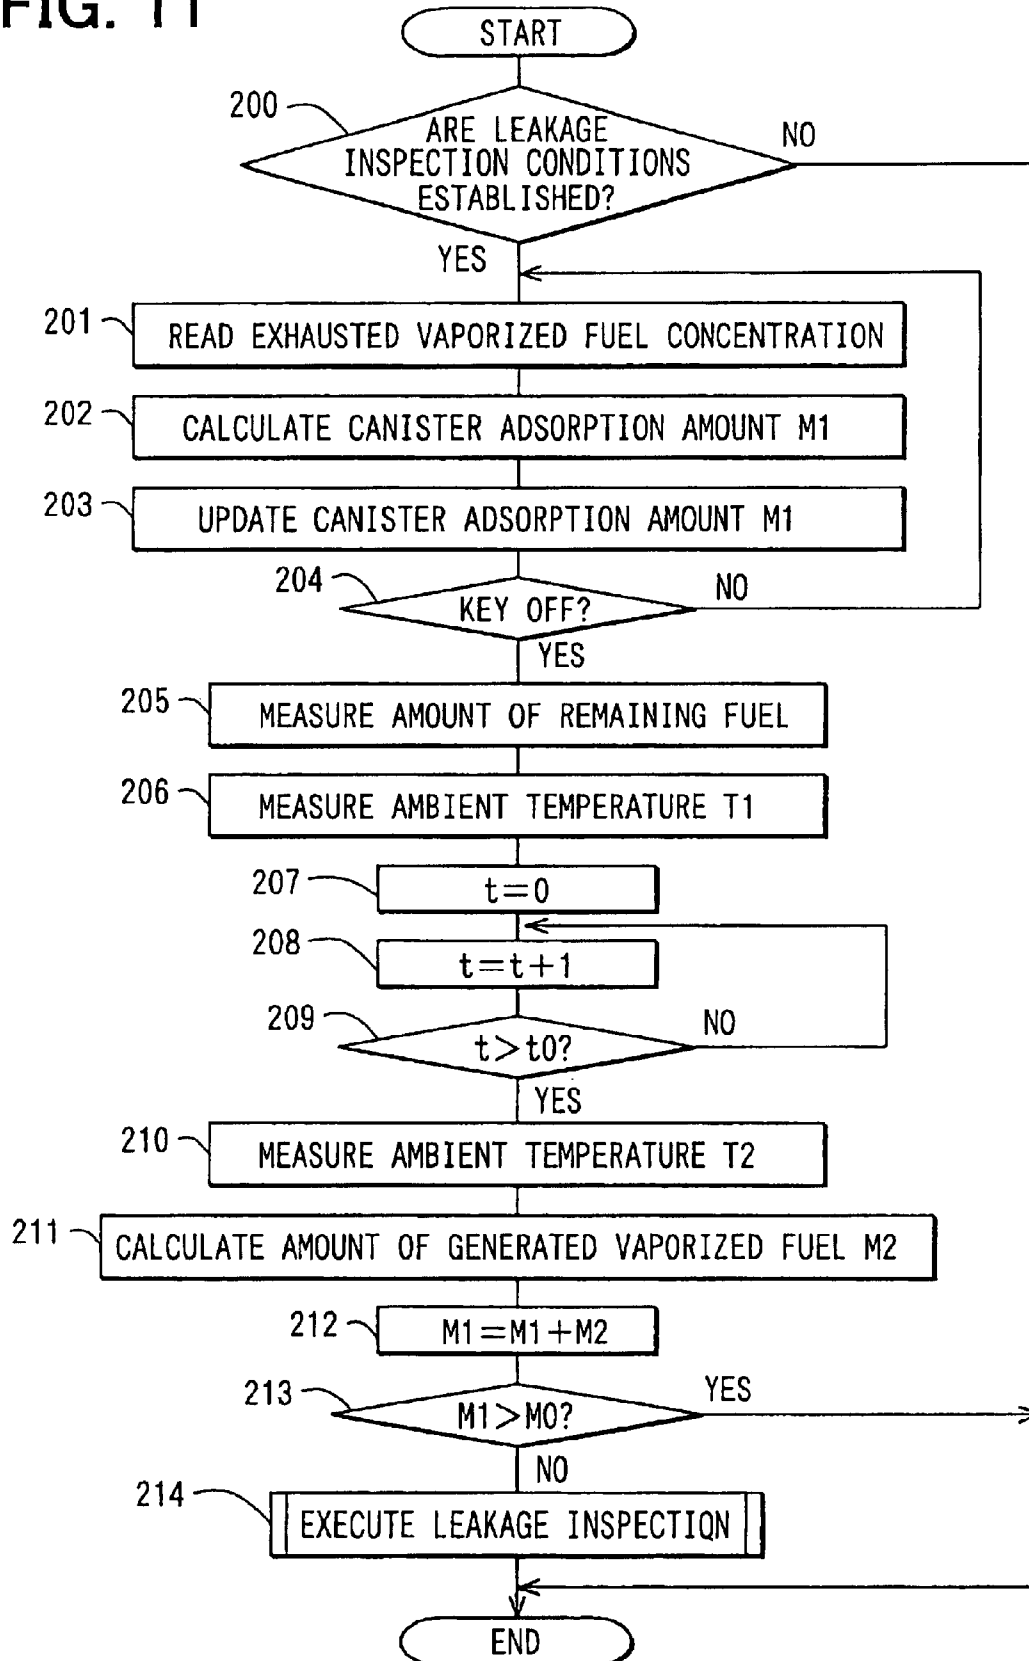 FIG. 11
START
200
ARE LEAKAGE
INSPECTION CONDITIONS
ESTABLISHED?
NO
YES
201
READ EXHAUSTED VAPORIZED FUEL CONCENTRATION
202
CALCULATE CANISTER ADSORPTION AMOUNT M1
203
UPDATE CANISTER ADSORPTION AMOUNT M1
204
KEY OFF?
NO
YES
205
MEASURE AMOUNT OF REMAINING FUEL
206
MEASURE AMBIENT TEMPERATURE T1
207
t=0
208
t=t+1
209
t>t0?
NO
YES
210
MEASURE AMBIENT TEMPERATURE T2
211
CALCULATE AMOUNT OF GENERATED VAPORIZED FUEL M2
212
M1=M1+M2
213
M1>M0?
YES
NO
214
EXECUTE LEAKAGE INSPECTION
END